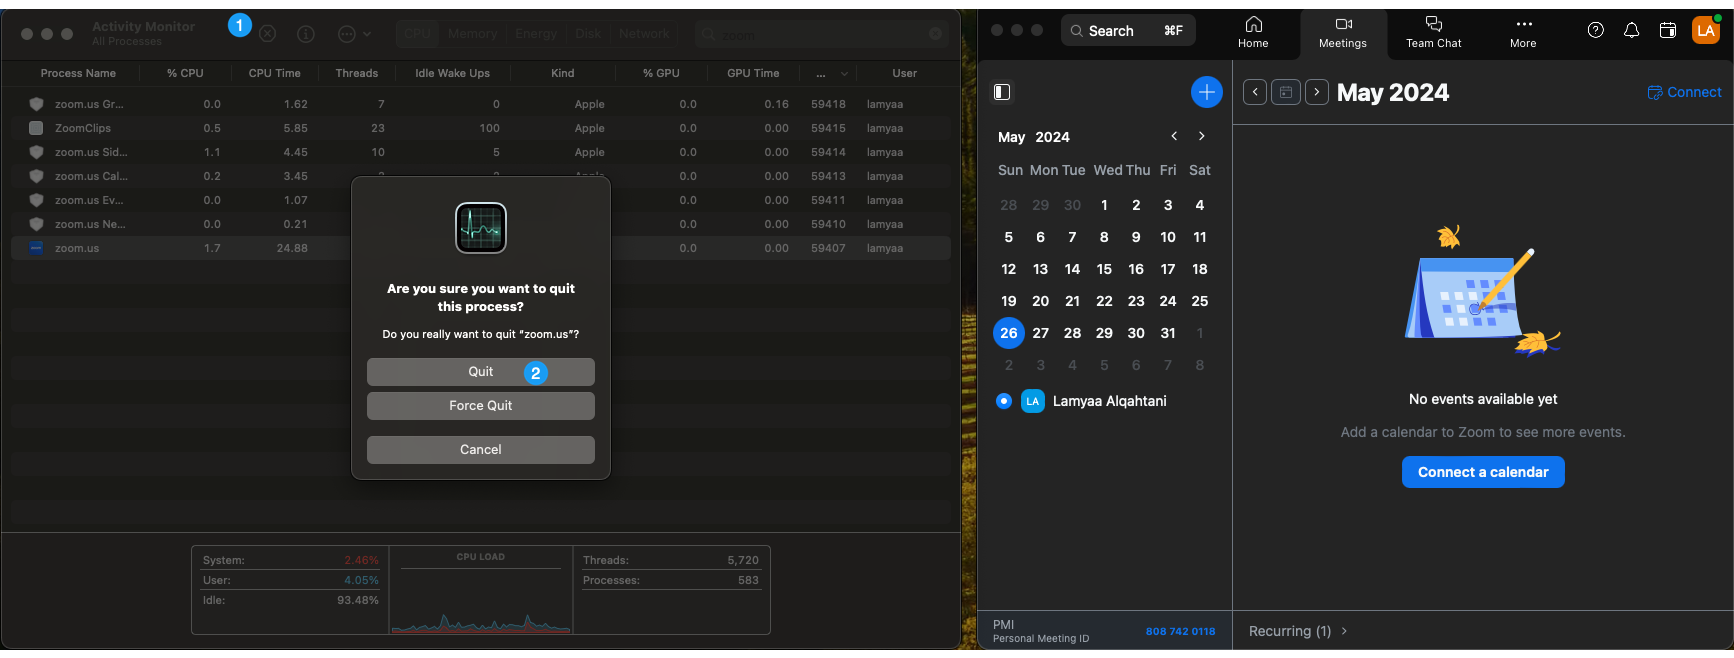 Activity Monitor
All Processes
1
CPU Memory Energy Disk Network
zoom
Process Name % CPU CPU Time Threads Idle Wake Ups Kind % GPU GPU Time ... User
zoom.us Gr... 0.0 1.62 7 0 Apple 0.0 0.16 59418 lamyaa
ZoomClips 0.5 5.85 23 100 Apple 0.0 0.00 59415 lamyaa
zoom.us Sid... 1.1 4.45 10 5 Apple 0.0 0.00 59414 lamyaa
zoom.us Cal... 0.2 3.45 0.0 0.00 59413 lamyaa
zoom.us Ev... 0.0 1.07 0.0 0.00 59411 lamyaa
zoom.us Ne... 0.0 0.21 0.0 0.00 59410 lamyaa
zoom.us 1.7 24.88 0.0 0.00 59407 lamyaa
Are you sure you want to quit
this process?
Do you really want to quit “zoom.us”?
Quit 2
Force Quit
Cancel
System: 2.46%
User: 4.05%
Idle: 93.48%
CPU LOAD
Threads: 5,720
Processes: 583
Search ⌘F
Home
Meetings
Team Chat
More
LA
May 2024
Sun Mon Tue Wed Thu Fri Sat
28 29 30 1 2 3 4
5 6 7 8 9 10 11
12 13 14 15 16 17 18
19 20 21 22 23 24 25
26 27 28 29 30 31 1
2 3 4 5 6 7 8
LA Lamyaa Alqahtani
PMI
Personal Meeting ID
808 742 0118
May 2024
Connect
No events available yet
Add a calendar to Zoom to see more events.
Connect a calendar
Recurring (1)